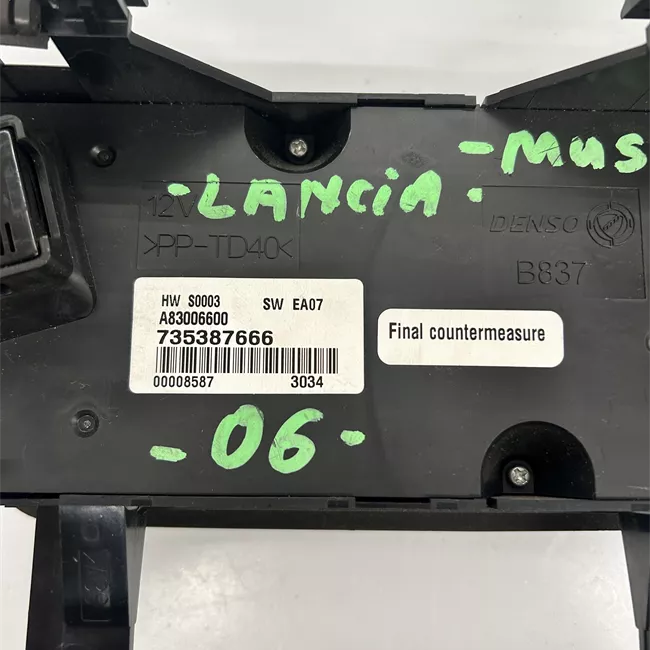 - MUS
- LANCIA -
12V
>PP-TD40<
DENSO
B837
HW S0003 SW EA07
A83006600
735387666
00008587 3034
Final countermeasure
- 06 -